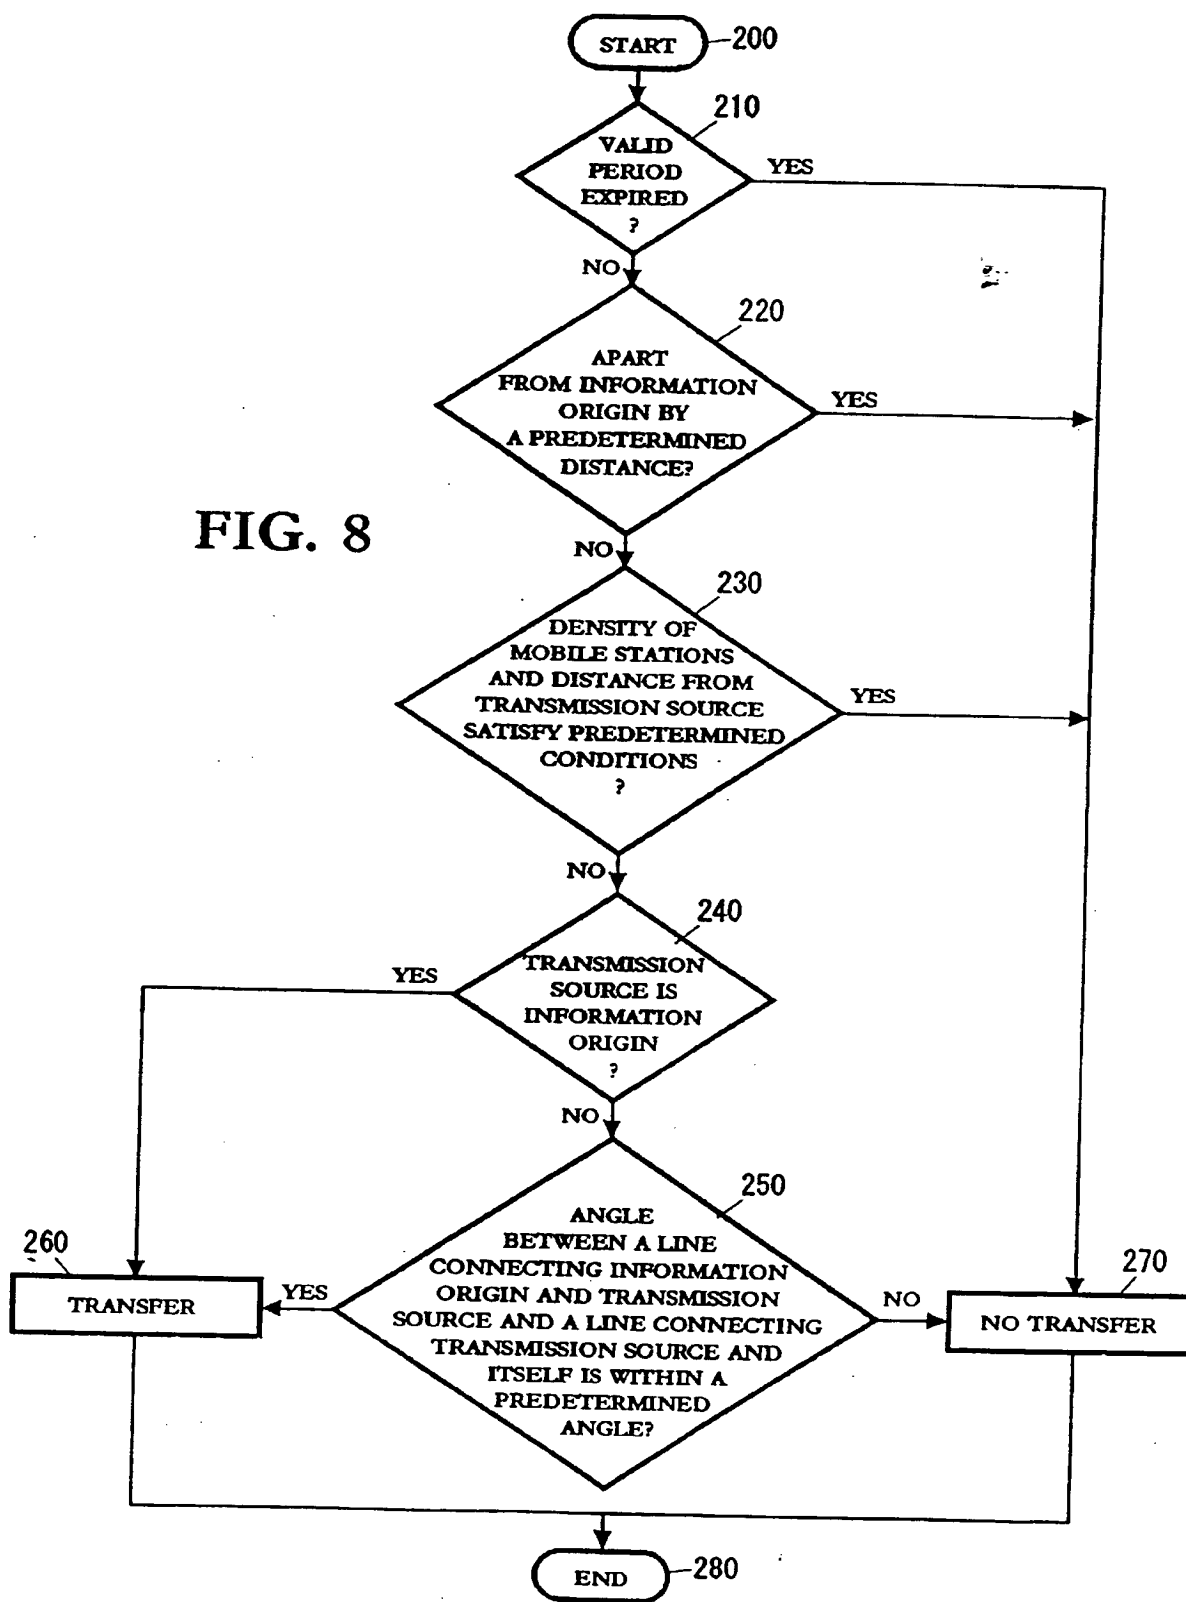 START
200
210
VALID
PERIOD
EXPIRED
?
YES
NO
220
APART
FROM INFORMATION
ORIGIN BY
A PREDETERMINED
DISTANCE?
YES
FIG. 8
NO
230
DENSITY OF
MOBILE STATIONS
AND DISTANCE FROM
TRANSMISSION SOURCE
SATISFY PREDETERMINED
CONDITIONS
?
YES
NO
240
TRANSMISSION
SOURCE IS
INFORMATION
ORIGIN
?
YES
NO
250
ANGLE
BETWEEN A LINE
CONNECTING INFORMATION
ORIGIN AND TRANSMISSION
SOURCE AND A LINE CONNECTING
TRANSMISSION SOURCE AND
ITSELF IS WITHIN A
PREDETERMINED
ANGLE?
260
TRANSFER
YES
NO
270
NO TRANSFER
END
280